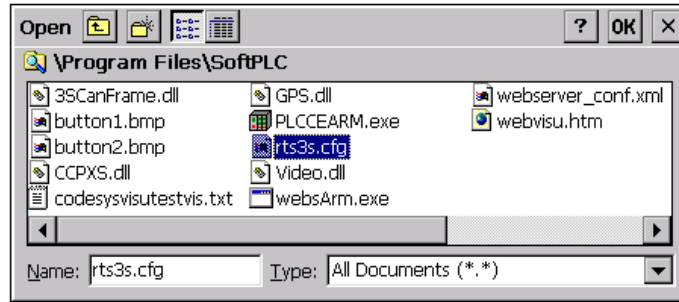 Open ? OK ×
\Program Files\SoftPLC
3SCanFrame.dll GPS.dll webserver_conf.xml
button1.bmp PLCCEARM.exe webvisu.htm
button2.bmp rts3s.cfg
CCPXS.dll Video.dll
codesysvisutestvis.txt websArm.exe
Name: rts3s.cfg Type: All Documents (*.*)